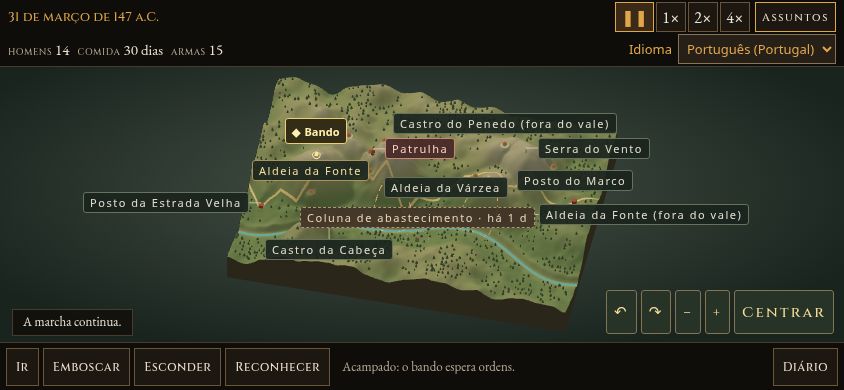 31 DE MARÇO DE 147 A.C.
❚❚ 1× 2× 4× ASSUNTOS
HOMENS 14 COMIDA 30 dias ARMAS 15
Idioma Português (Portugal)
Castro do Penedo (fora do vale)
◆ Bando
Patrulha
Serra do Vento
Aldeia da Fonte
Posto do Marco
Aldeia da Várzea
Posto da Estrada Velha
Coluna de abastecimento · há 1 d
Aldeia da Fonte (fora do vale)
Castro da Cabeça
A marcha continua.
↶ ↷ − + CENTRAR
IR EMBOSCAR ESCONDER RECONHECER Acampado: o bando espera ordens. DIÁRIO